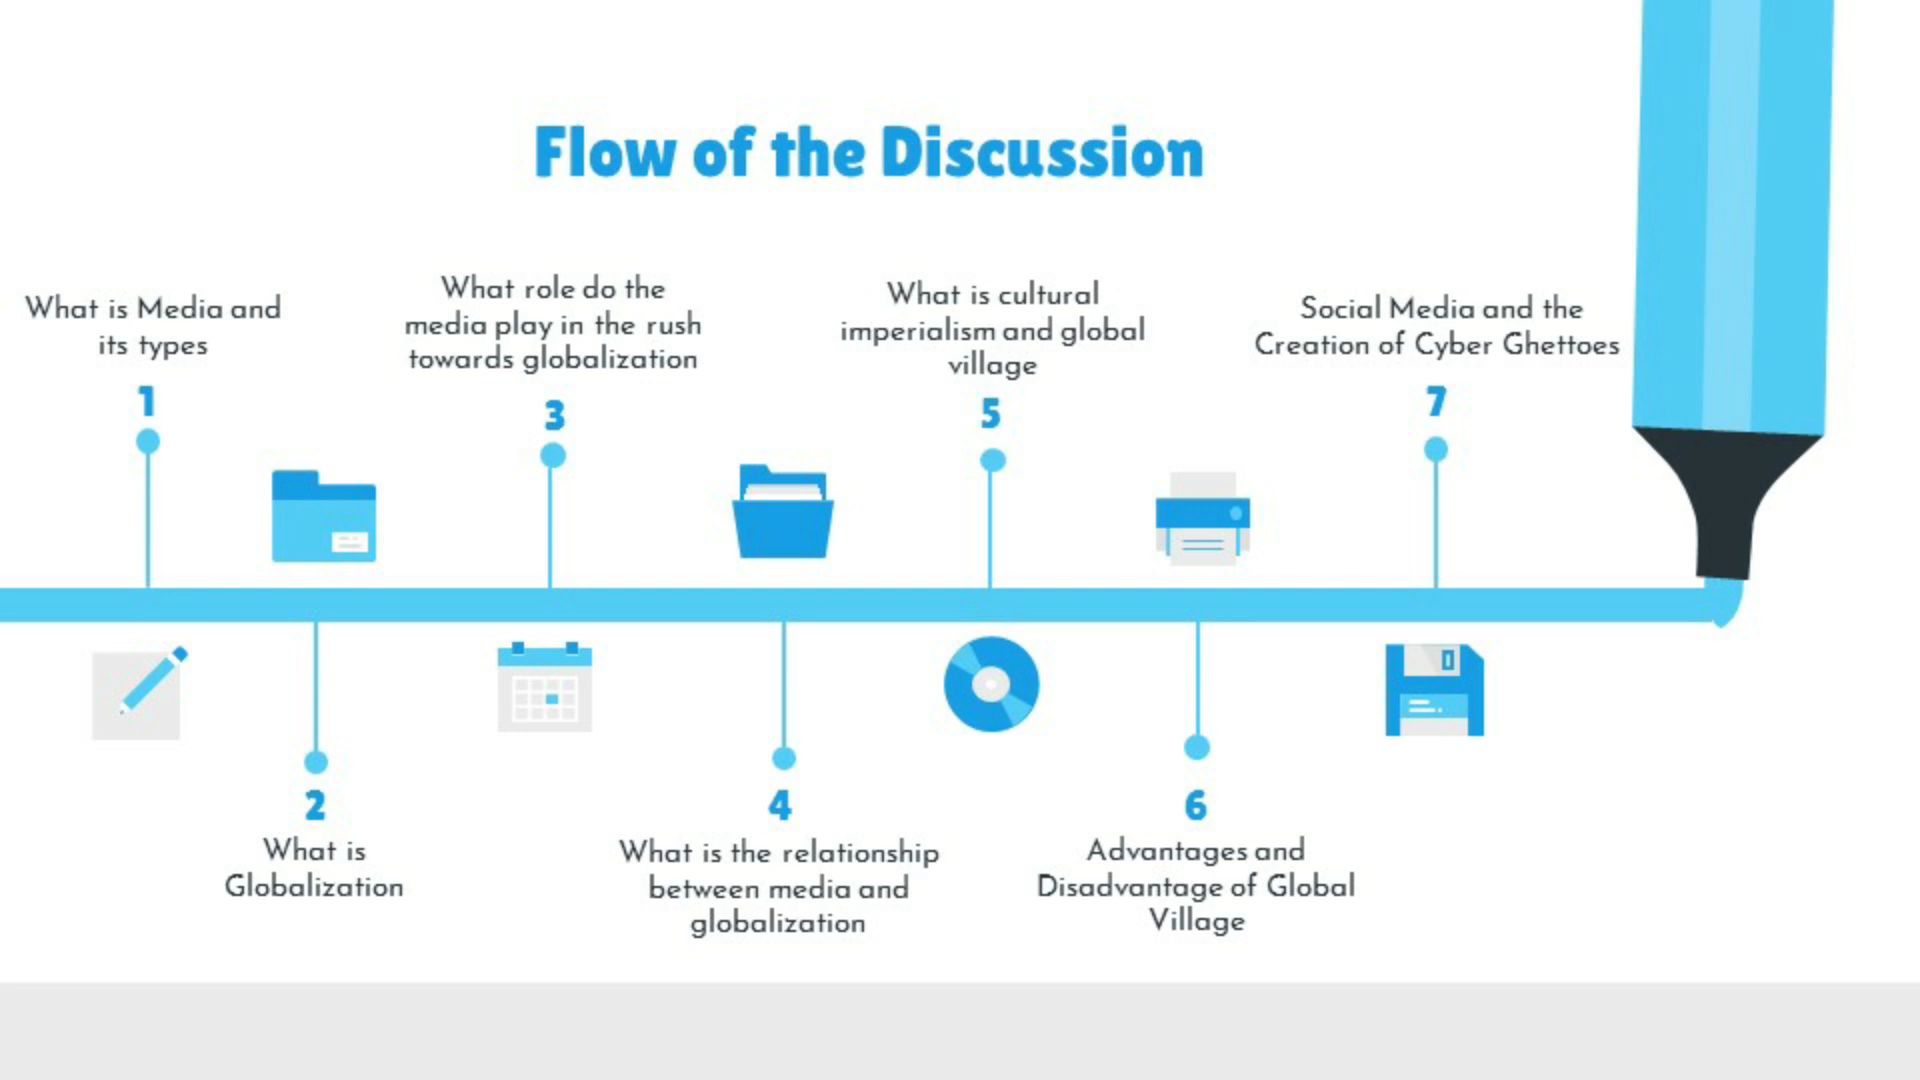 Flow of the Discussion
What is Media and
its types
1
2
What is
Globalization
What role do the
media play in the rush
towards globalization
3
4
What is the relationship
between media and
globalization
What is cultural
imperialism and global
village
5
6
Advantages and
Disadvantage of Global
Village
Social Media and the
Creation of Cyber Ghettoes
7